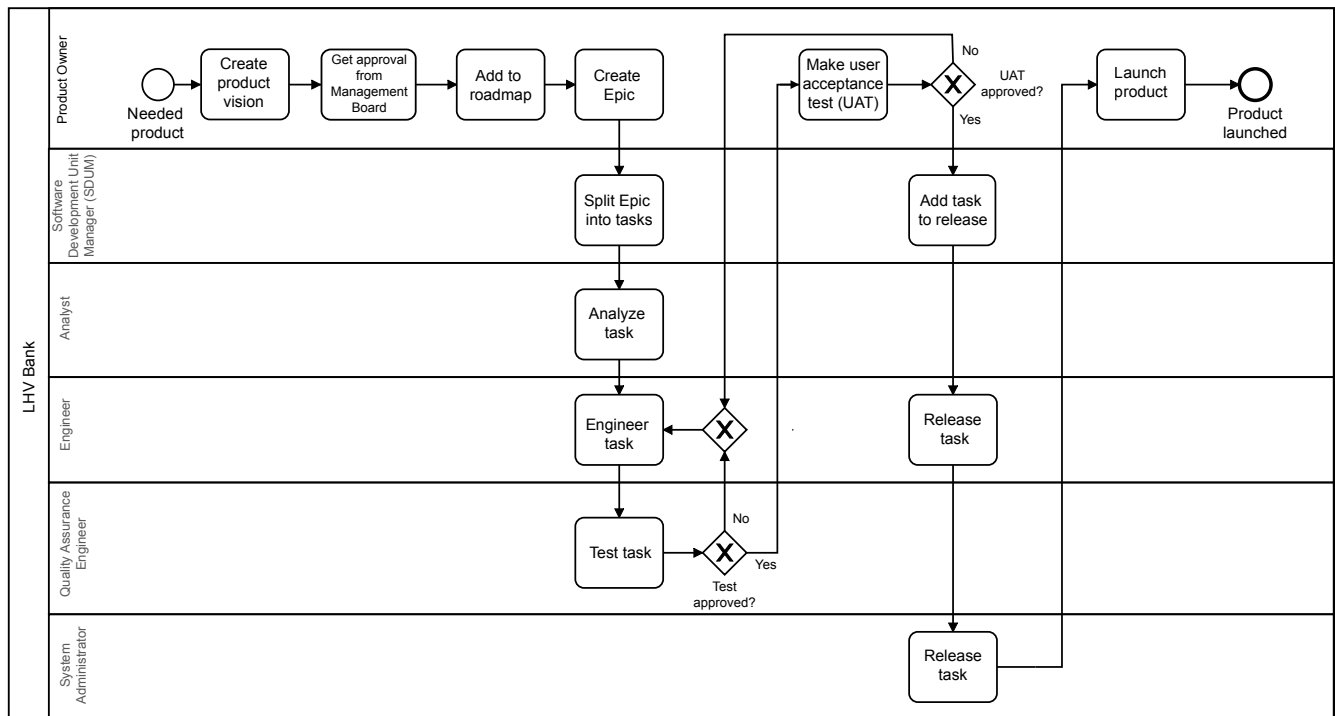 LHV Bank
Product Owner
Needed
product
Create
product
vision
Get approval
from
Management
Board
Add to
roadmap
Create
Epic
Make user
acceptance
test (UAT)
No
UAT
approved?
Yes
Launch
product
Product
launched
Software
Development Unit
Manager (SDUM)
Split Epic
into tasks
Add task
to release
Analyst
Analyze
task
Engineer
Engineer
task
Release
task
Quality Assurance
Engineer
Test task
No
Yes
Test
approved?
System
Administrator
Release
task